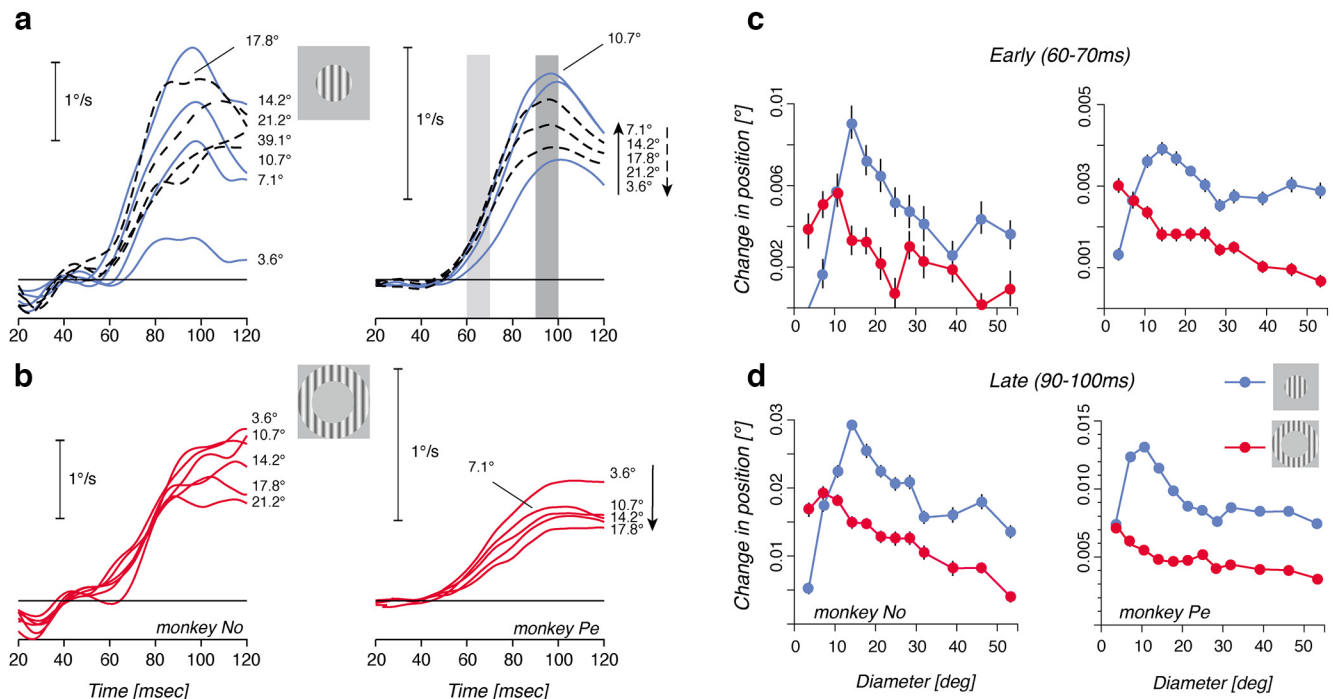 a
17.8°
1°/s
14.2°
21.2°
39.1°
10.7°
7.1°
3.6°
20 40 60 80 100 120
10.7°
1°/s
7.1°
14.2°
17.8°
21.2°
3.6°
20 40 60 80 100 120
b
3.6°
10.7°
14.2°
17.8°
21.2°
1°/s
monkey No
20 40 60 80 100 120
Time [msec]
1°/s
7.1°
3.6°
10.7°
14.2°
17.8°
monkey Pe
20 40 60 80 100 120
Time [msec]
c
Early (60-70ms)
Change in position [°]
0.01
0.006
0.002
0 10 20 30 40 50
0.005
0.003
0.001
0 10 20 30 40 50
d
Late (90-100ms)
Change in position [°]
0.03
0.02
0.01
monkey No
0 10 20 30 40 50
Diameter [deg]
0.015
0.010
0.005
monkey Pe
0 10 20 30 40 50
Diameter [deg]